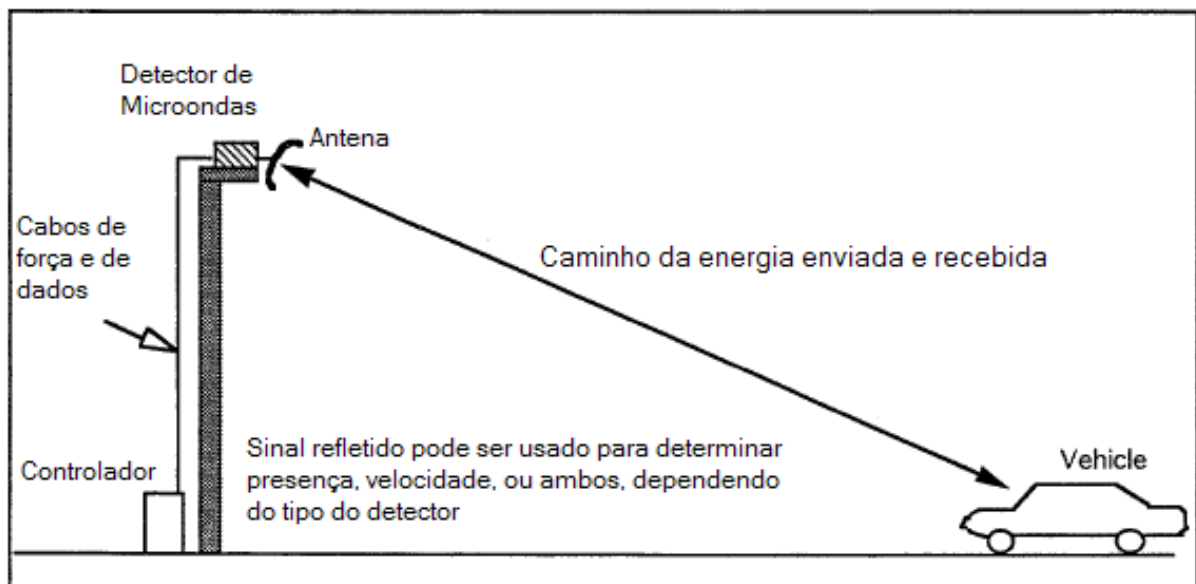 Detector de
Microondas
Antena
Cabos de
força e de
dados
Caminho da energia enviada e recebida
Sinal refletido pode ser usado para determinar
presença, velocidade, ou ambos, dependendo
do tipo do detector
Controlador
Vehicle